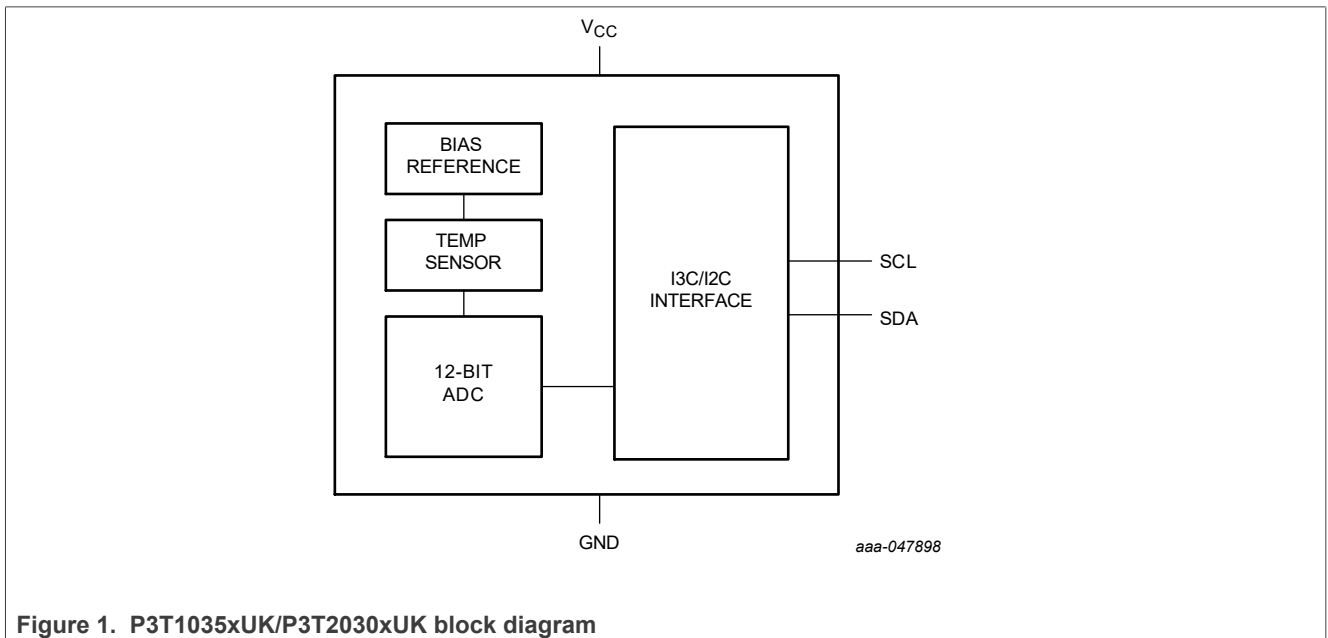 VCC
BIAS
REFERENCE
TEMP
SENSOR
12-BIT
ADC
I3C/I2C
INTERFACE
SCL
SDA
GND
aaa-047898
Figure 1. P3T1035xUK/P3T2030xUK block diagram